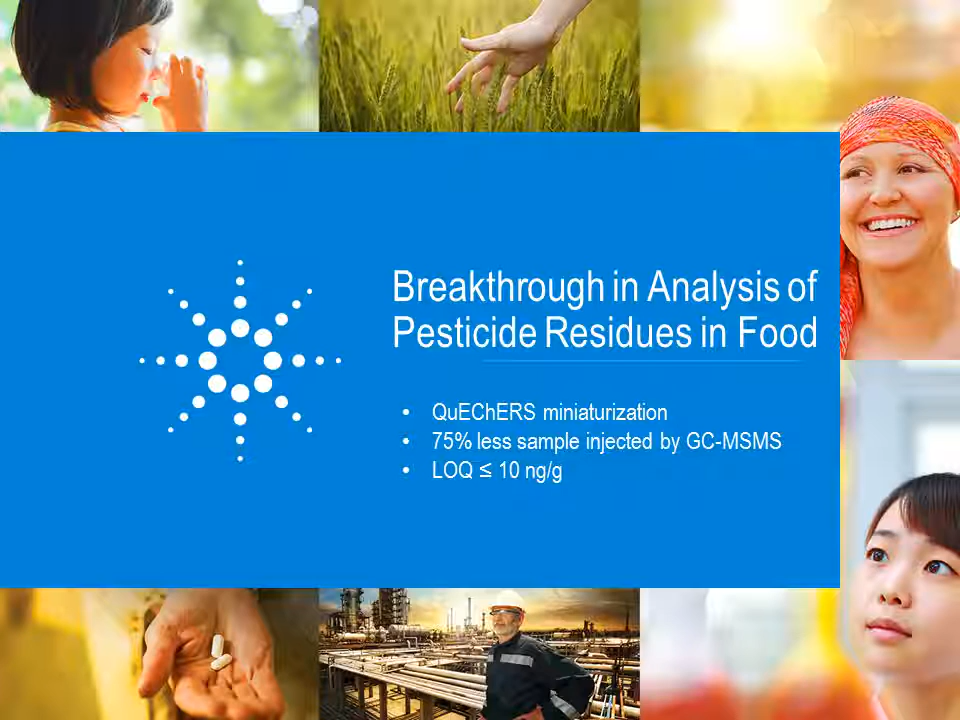 Breakthrough in Analysis of
Pesticide Residues in Food
• QuEChERS miniaturization
• 75% less sample injected by GC-MSMS
• LOQ ≤ 10 ng/g